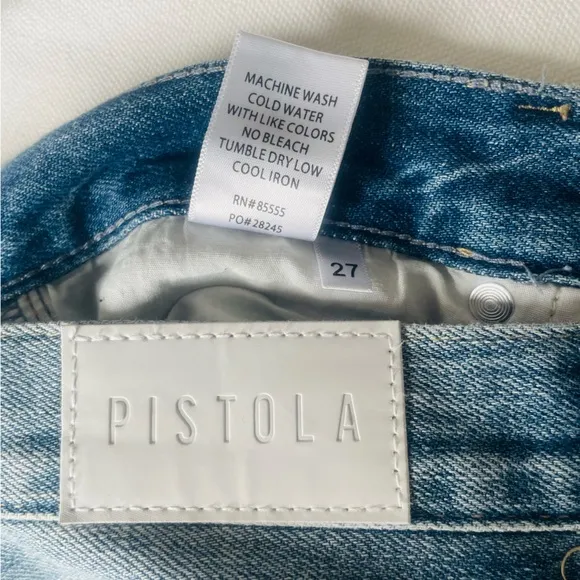 MACHINE WASH
COLD WATER
WITH LIKE COLORS
NO BLEACH
TUMBLE DRY LOW
COOL IRON
RN#85555
PO#28245
27
PISTOLA